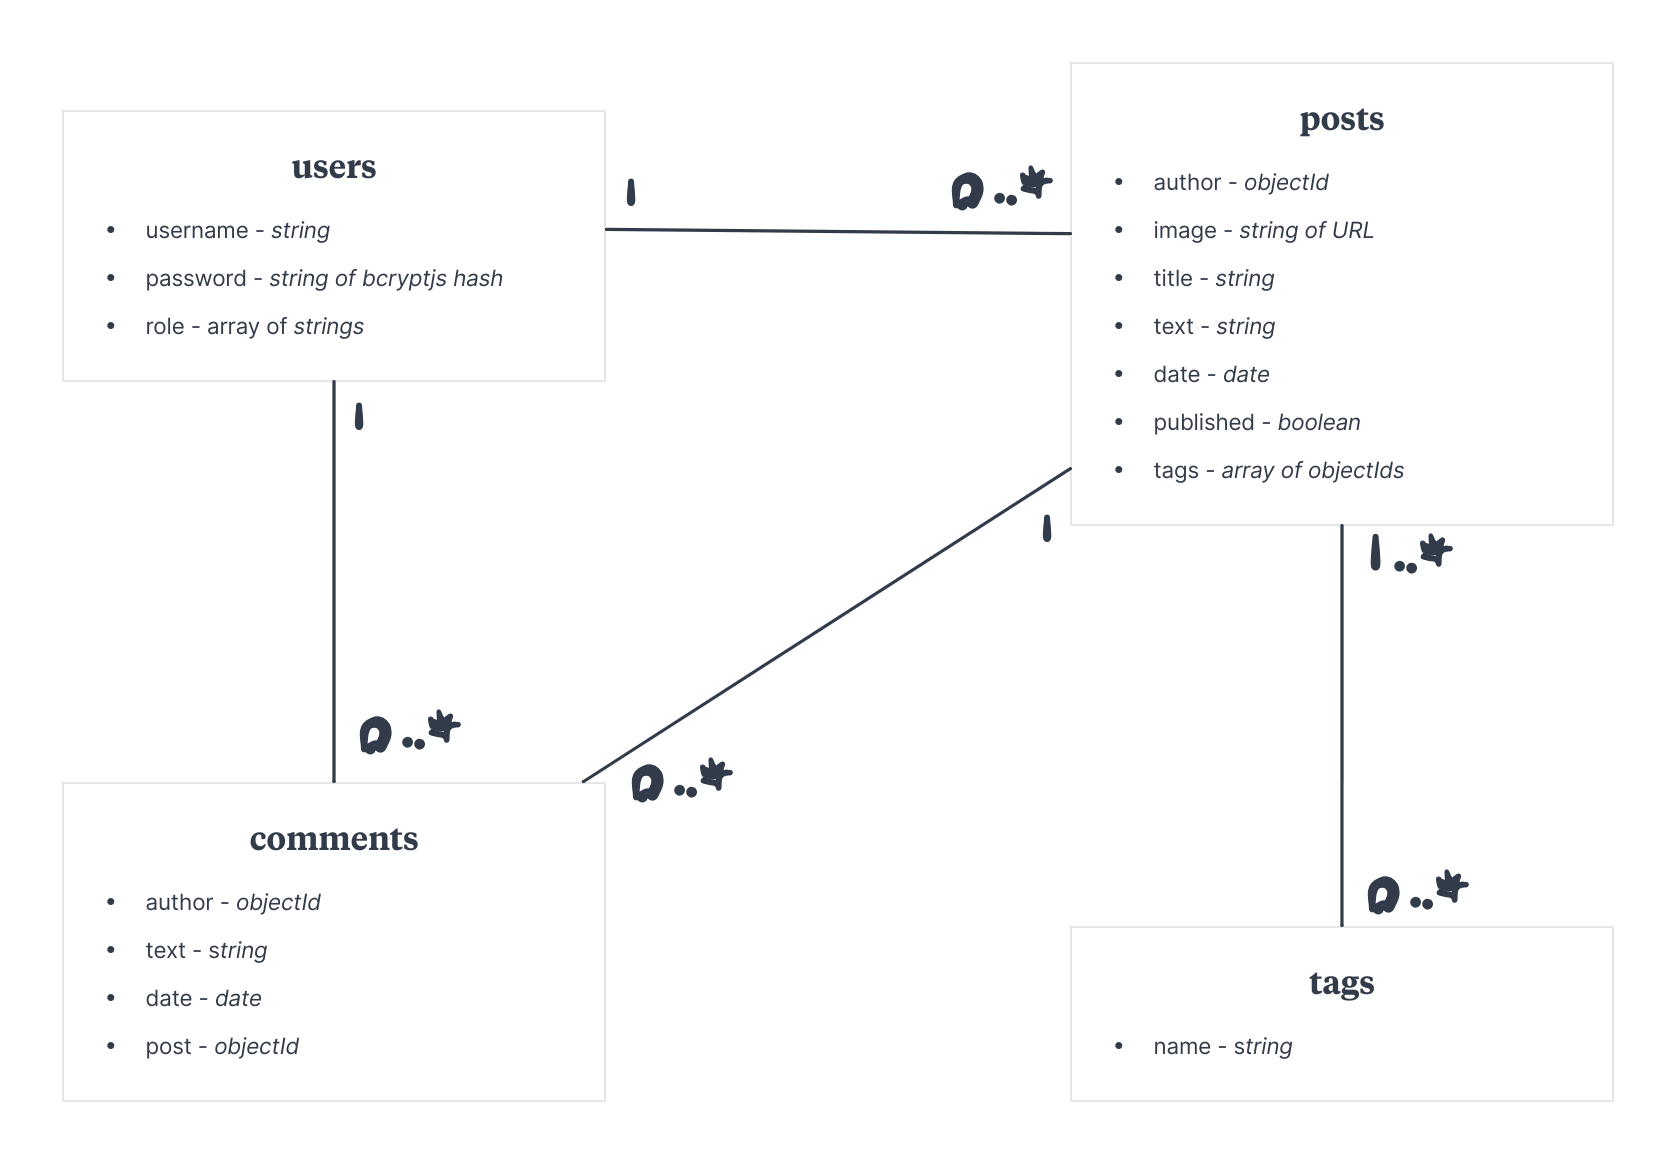 users
• username - string
• password - string of bcryptjs hash
• role - array of strings
1
0..*
posts
• author - objectId
• image - string of URL
• title - string
• text - string
• date - date
• published - boolean
• tags - array of objectIds
1
0..*
1
0..*
1..*
0..*
comments
• author - objectId
• text - string
• date - date
• post - objectId
tags
• name - string